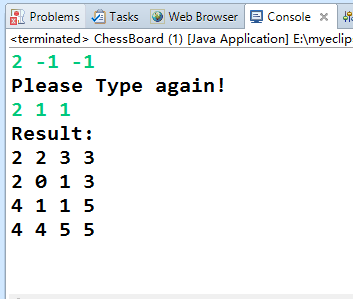 Problems Tasks Web Browser Console
<terminated> ChessBoard (1) [Java Application] E:\myeclip
2 -1 -1
Please Type again!
2 1 1
Result:
2 2 3 3
2 0 1 3
4 1 1 5
4 4 5 5